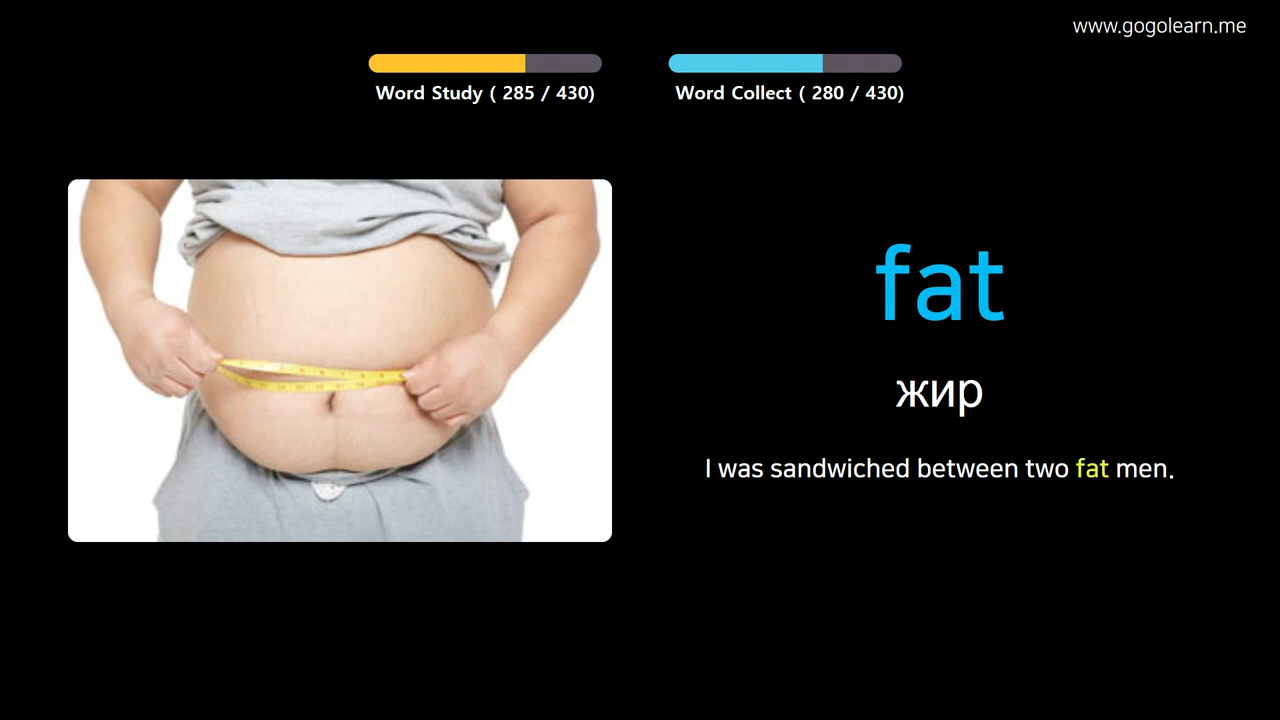 www.gogolearn.me
Word Study ( 285 / 430)
Word Collect ( 280 / 430)
fat
жир
I was sandwiched between two fat men.